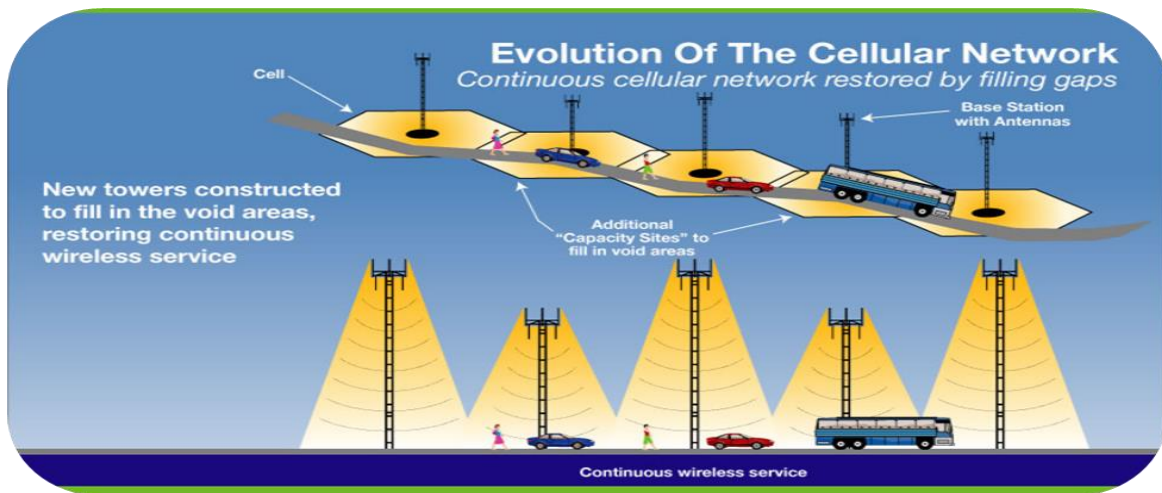 Evolution Of The Cellular Network
Continuous cellular network restored by filling gaps
Cell
Base Station
with Antennas
New towers constructed
to fill in the void areas,
restoring continuous
wireless service
Additional
"Capacity Sites" to
fill in void areas
Continuous wireless service